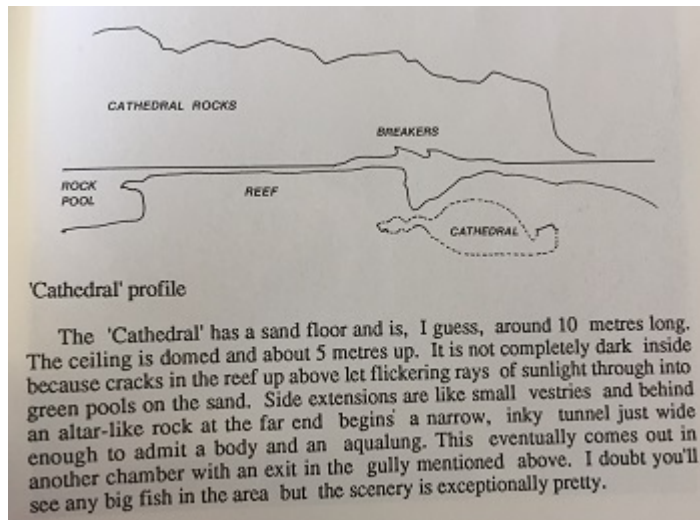 CATHEDRAL ROCKS
BREAKERS
ROCK
POOL
REEF
CATHEDRAL
'Cathedral' profile
The 'Cathedral' has a sand floor and is, I guess, around 10 metres long.
The ceiling is domed and about 5 metres up. It is not completely dark inside
because cracks in the reef up above let flickering rays of sunlight through into
green pools on the sand. Side extensions are like small vestries and behind
an altar-like rock at the far end begins a narrow, inky tunnel just wide
enough to admit a body and an aqualung. This eventually comes out in
another chamber with an exit in the gully mentioned above. I doubt you'll
see any big fish in the area but the scenery is exceptionally pretty.